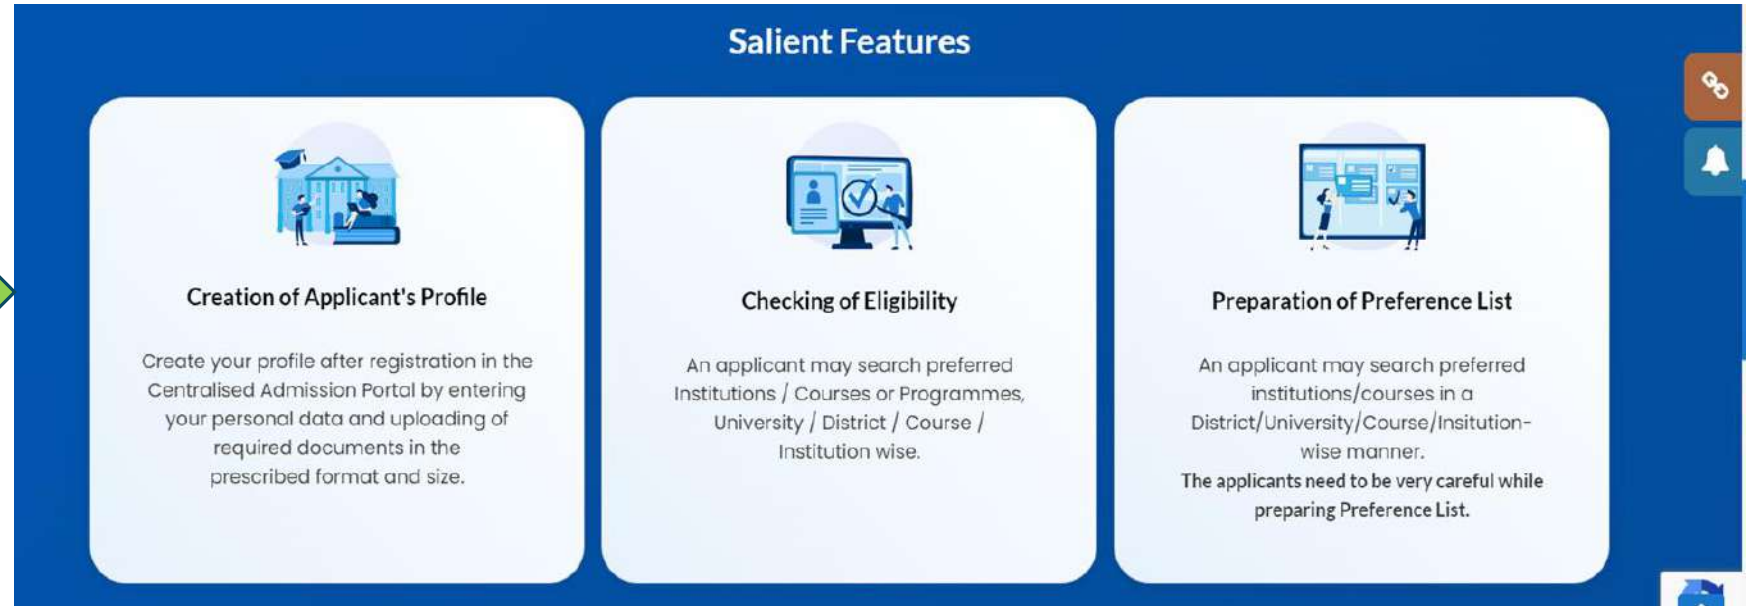 Salient Features
Creation of Applicant's Profile
Create your profile after registration in the
Centralised Admission Portal by entering
your personal data and uploading of
required documents in the
prescribed format and size.
Checking of Eligibility
An applicant may search preferred
Institutions / Courses or Programmes,
University / District / Course /
Institution wise.
Preparation of Preference List
An applicant may search preferred
institutions/courses in a
District/University/Course/Insitution-
wise manner.
The applicants need to be very careful while
preparing Preference List.